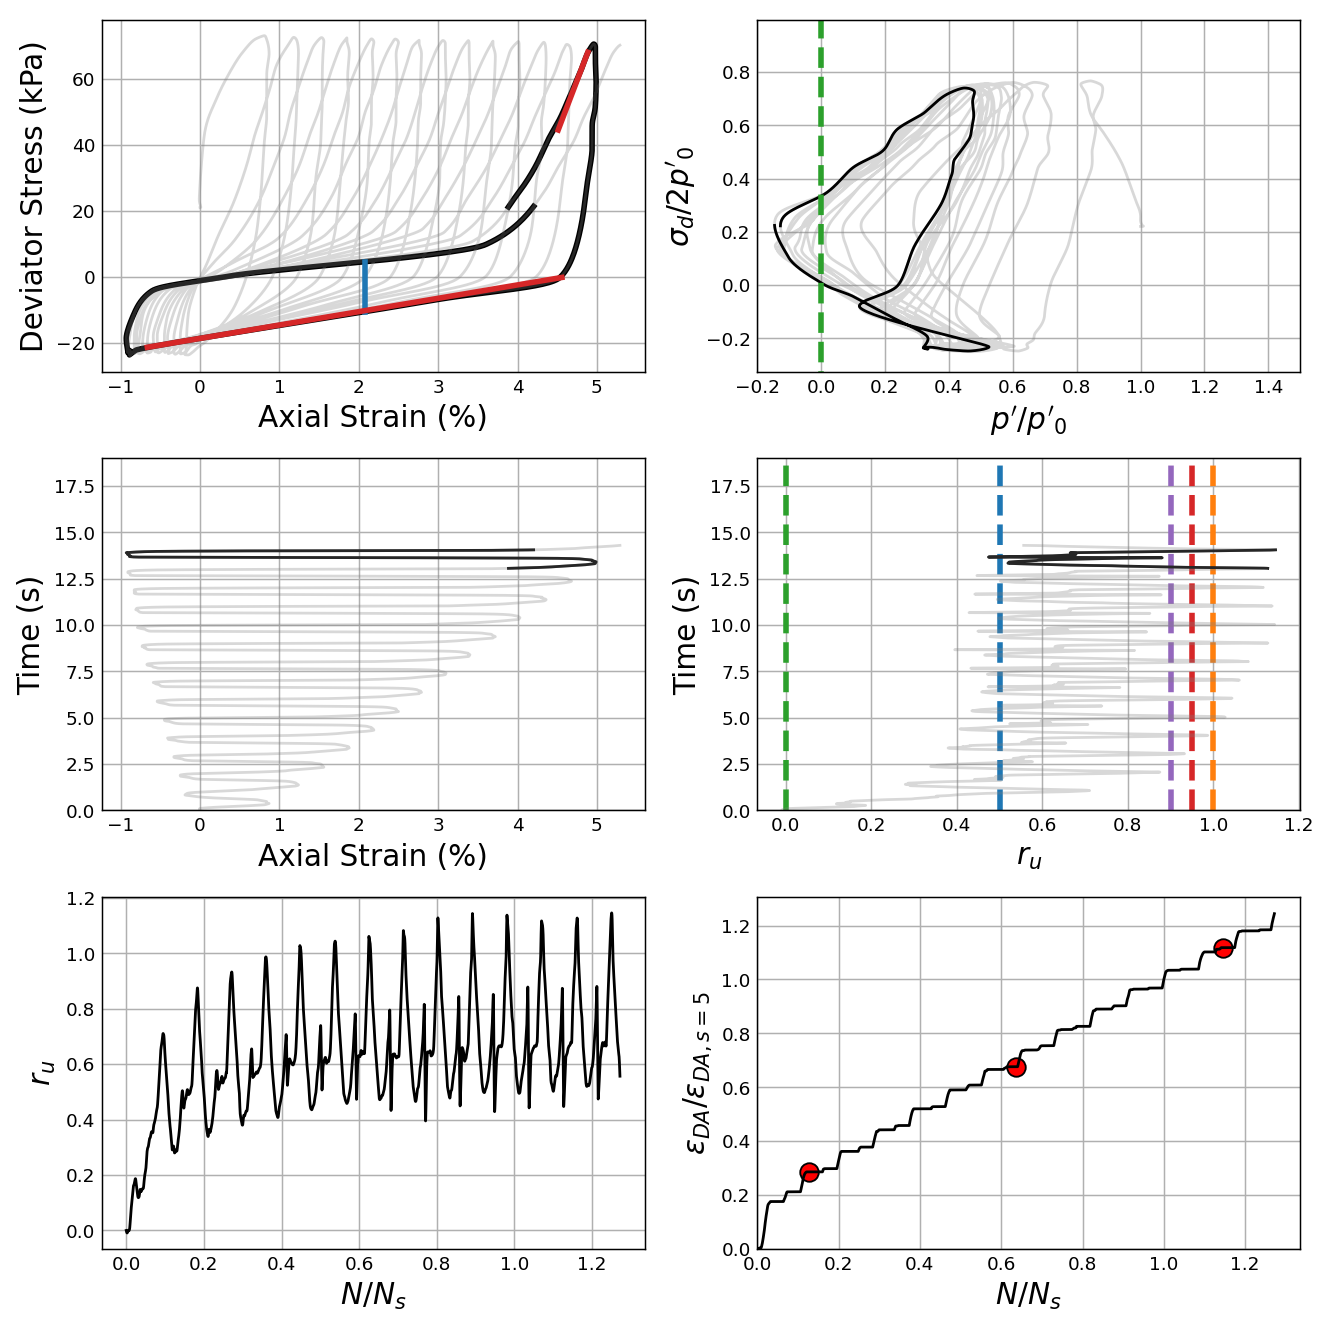 Deviator Stress (kPa)
60
40
20
0
−20
−1 0 1 2 3 4 5
Axial Strain (%)
σd/2p′0
0.8
0.6
0.4
0.2
0.0
−0.2
−0.2 0.0 0.2 0.4 0.6 0.8 1.0 1.2 1.4
p′/p′0
Time (s)
17.5
15.0
12.5
10.0
7.5
5.0
2.5
0.0
−1 0 1 2 3 4 5
Axial Strain (%)
Time (s)
17.5
15.0
12.5
10.0
7.5
5.0
2.5
0.0
0.0 0.2 0.4 0.6 0.8 1.0 1.2
ru
ru
1.2
1.0
0.8
0.6
0.4
0.2
0.0
0.0 0.2 0.4 0.6 0.8 1.0 1.2
N/Ns
εDA/εDA, s = 5
1.2
1.0
0.8
0.6
0.4
0.2
0.0
0.0 0.2 0.4 0.6 0.8 1.0 1.2
N/Ns